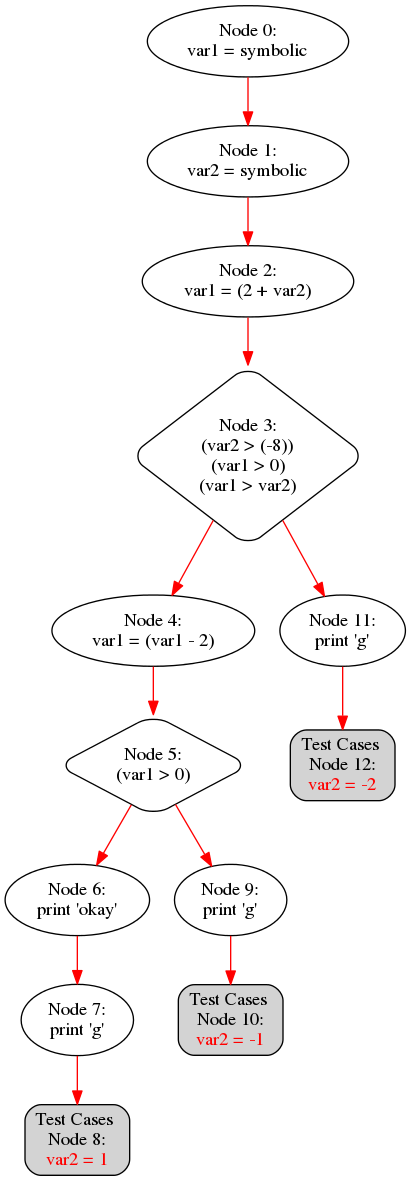 Node 0:
var1 = symbolic
Node 1:
var2 = symbolic
Node 2:
var1 = (2 + var2)
Node 3:
(var2 > (-8))
(var1 > 0)
(var1 > var2)
Node 4:
var1 = (var1 - 2)
Node 11:
print 'g'
Node 5:
(var1 > 0)
Test Cases
Node 12:
var2 = -2
Node 6:
print 'okay'
Node 9:
print 'g'
Node 7:
print 'g'
Test Cases
Node 10:
var2 = -1
Test Cases
Node 8:
var2 = 1